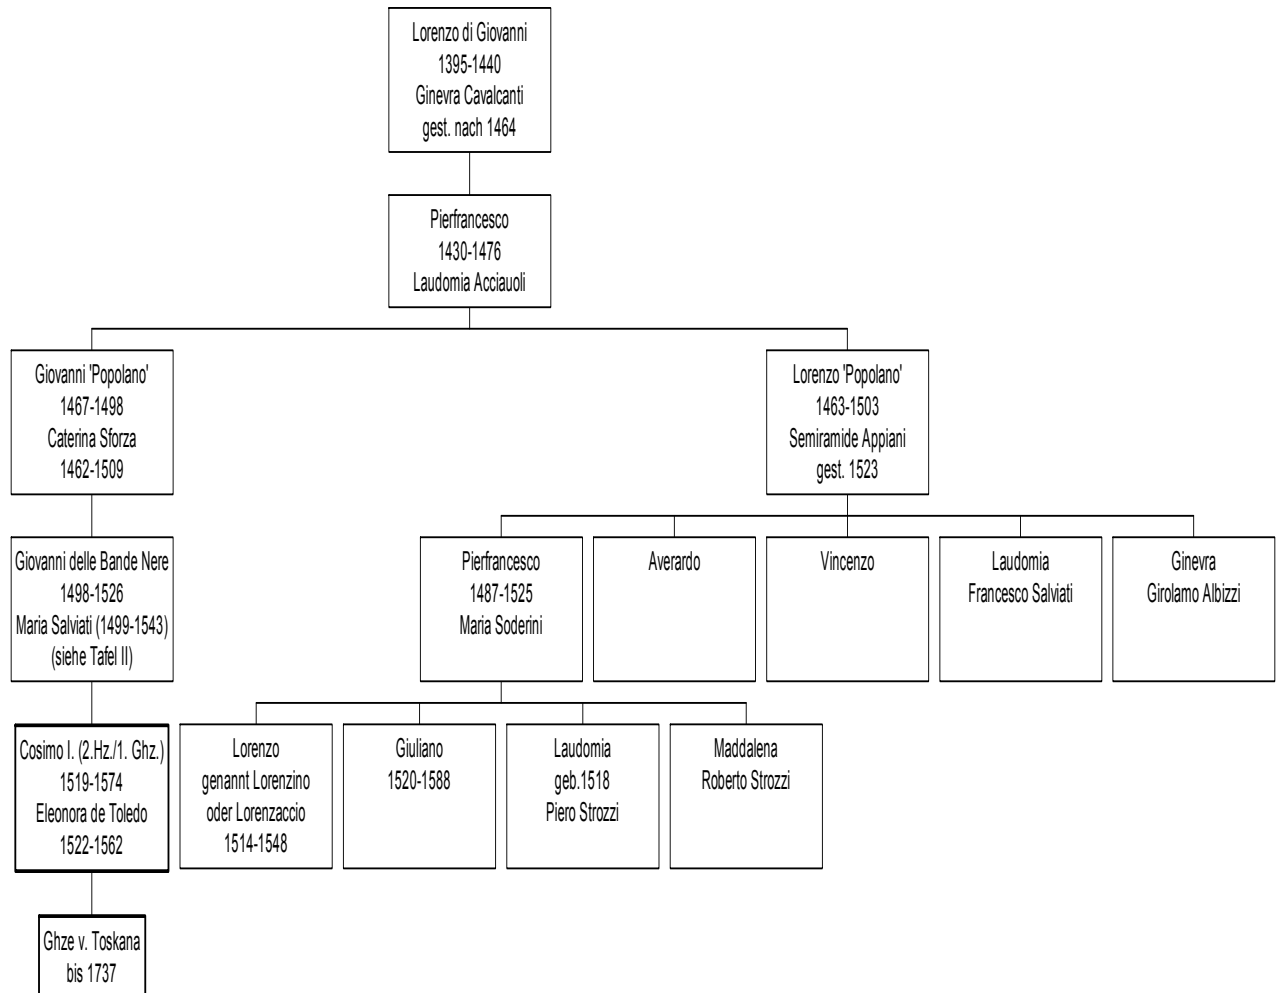 Lorenzo di Giovanni
1395-1440
Ginevra Cavalcanti
gest. nach 1464
Pierfrancesco
1430-1476
Laudomia Acciauoli
Giovanni 'Popolano'
1467-1498
Caterina Sforza
1462-1509
Lorenzo 'Popolano'
1463-1503
Semiramide Appiani
gest. 1523
Giovanni delle Bande Nere
1498-1526
Maria Salviati (1499-1543)
(siehe Tafel II)
Pierfrancesco
1487-1525
Maria Soderini
Averardo
Vincenzo
Laudomia
Francesco Salviati
Ginevra
Girolamo Albizzi
Cosimo I. (2.Hz./1. Ghz.)
1519-1574
Eleonora de Toledo
1522-1562
Lorenzo
genannt Lorenzino
oder Lorenzaccio
1514-1548
Giuliano
1520-1588
Laudomia
geb.1518
Piero Strozzi
Maddalena
Roberto Strozzi
Ghze v. Toskana
bis 1737